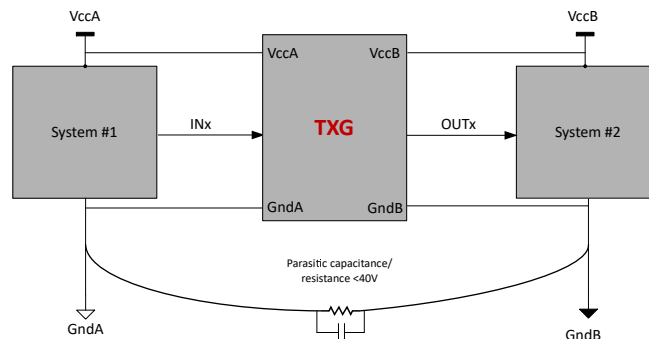 VccA
VccB
VccA
VccB
System #1
INx
TXG
OUTx
System #2
GndA
GndB
Parasitic capacitance/
resistance <40V
GndA
GndB